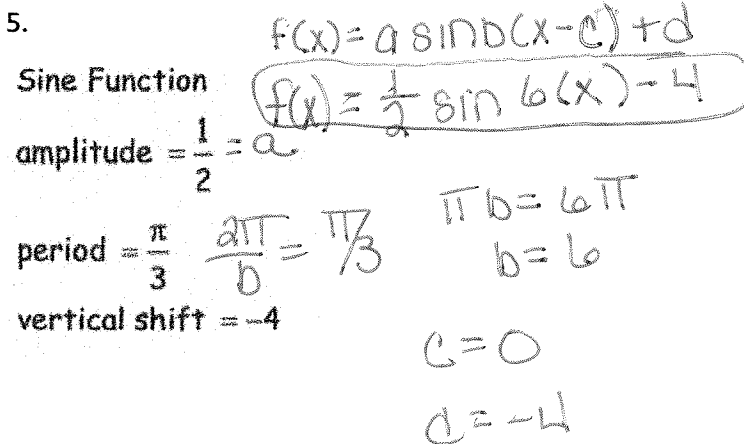 5.
f(x) = a sin b(x-c) + d
Sine Function
f(x) = 1/2 sin 6(x) - 4
amplitude = 1/2 = a
period = π/3 2π/b = π/3
πb = 6π
b = 6
vertical shift = -4
c = 0
d = -4